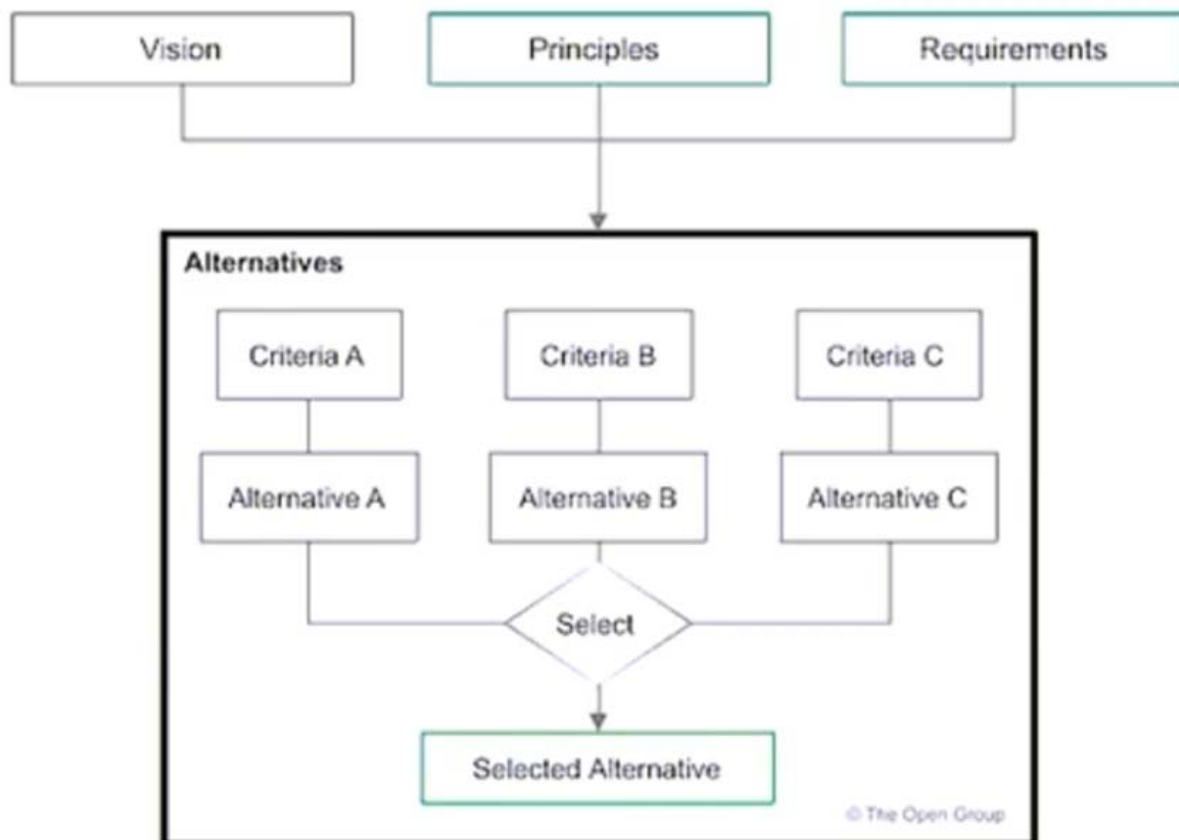 Vision
Principles
Requirements
Alternatives
Criteria A
Criteria B
Criteria C
Alternative A
Alternative B
Alternative C
Select
Selected Alternative
© The Open Group